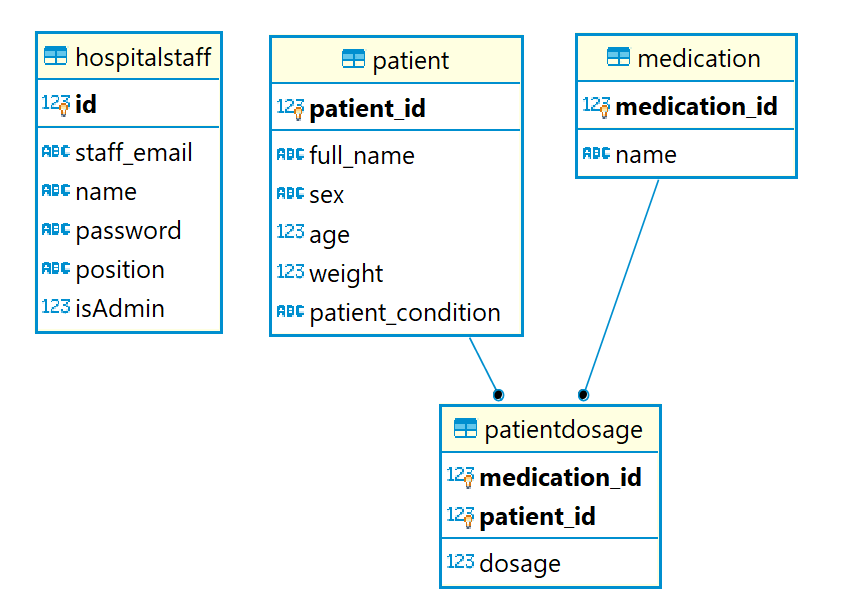 hospitalstaff
123 id
ABC staff_email
ABC name
ABC password
ABC position
123 isAdmin
patient
123 patient_id
ABC full_name
ABC sex
123 age
123 weight
ABC patient_condition
medication
123 medication_id
ABC name
patientdosage
123 medication_id
123 patient_id
123 dosage